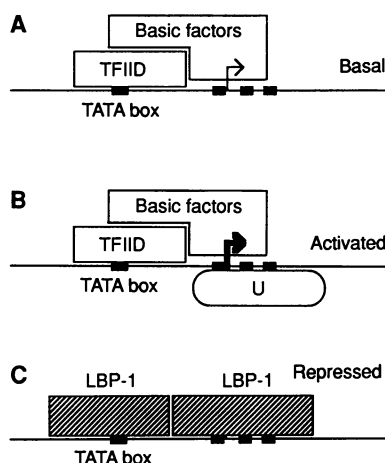 A
Basic factors
TFIID
Basal
TATA box
B
Basic factors
TFIID
Activated
TATA box
U
C
LBP-1 LBP-1 Repressed
TATA box